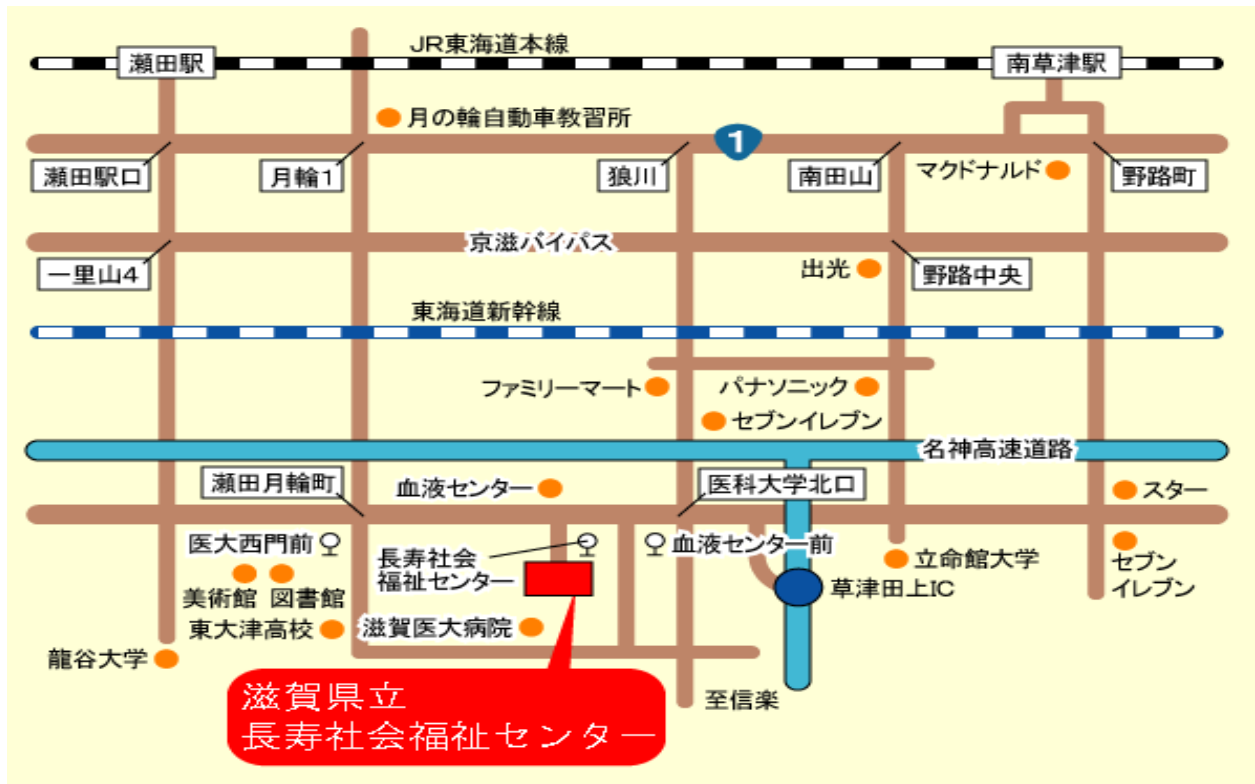 JR東海道本線
瀬田駅
南草津駅
月の輪自動車教習所
1
瀬田駅口
月輪1
狼川
南田山
マクドナルド
野路町
京滋バイパス
一里山4
出光
野路中央
東海道新幹線
ファミリーマート
パナソニック
セブンイレブン
名神高速道路
瀬田月輪町
血液センター
医科大学北口
スター
医大西門前
長寿社会
福祉センター
血液センター前
立命館大学
セブン
イレブン
美術館
図書館
草津田上IC
東大津高校
滋賀医大病院
龍谷大学
至信楽
滋賀県立
長寿社会福祉センター